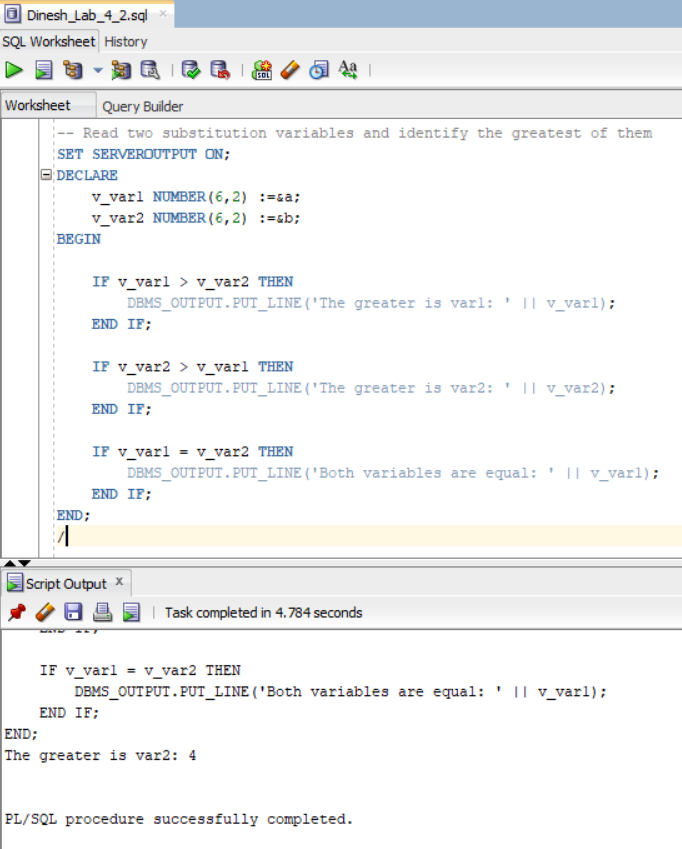 Dinesh_Lab_4_2.sql
SQL Worksheet History
Worksheet Query Builder
-- Read two substitution variables and identify the greatest of them
SET SERVEROUTPUT ON;
DECLARE
    v_var1 NUMBER(6,2) :=&a;
    v_var2 NUMBER(6,2) :=&b;
BEGIN
    IF v_var1 > v_var2 THEN
        DBMS_OUTPUT.PUT_LINE('The greater is var1: ' || v_var1);
    END IF;
    IF v_var2 > v_var1 THEN
        DBMS_OUTPUT.PUT_LINE('The greater is var2: ' || v_var2);
    END IF;
    IF v_var1 = v_var2 THEN
        DBMS_OUTPUT.PUT_LINE('Both variables are equal: ' || v_var1);
    END IF;
END;
/
Script Output x
Task completed in 4.784 seconds
    END IF;
    IF v_var1 = v_var2 THEN
        DBMS_OUTPUT.PUT_LINE('Both variables are equal: ' || v_var1);
    END IF;
END;
The greater is var2: 4
PL/SQL procedure successfully completed.